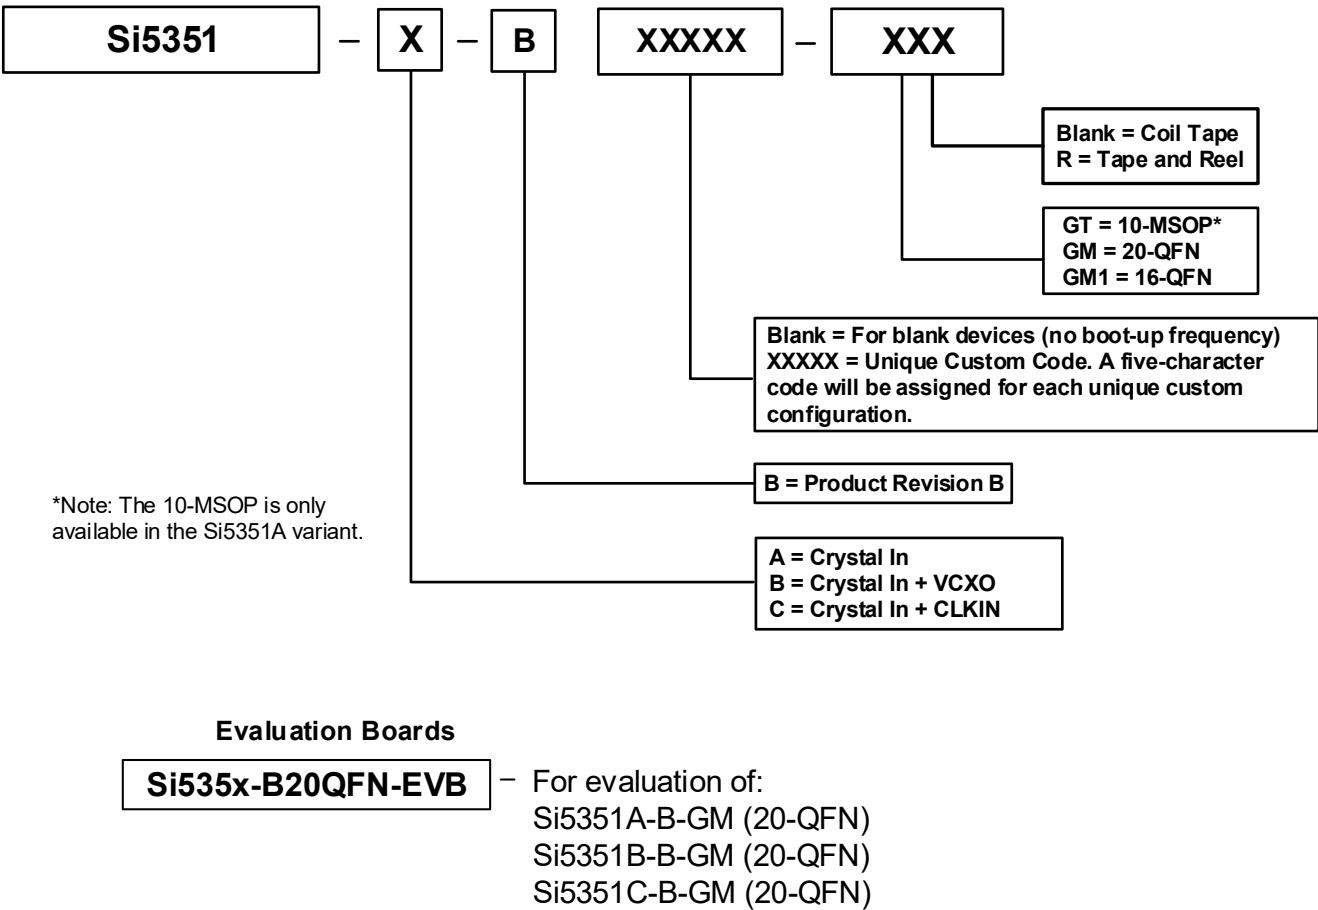 Si5351 – X – B XXXXX – XXX
Blank = Coil Tape
R = Tape and Reel
GT = 10-MSOP*
GM = 20-QFN
GM1 = 16-QFN
Blank = For blank devices (no boot-up frequency)
XXXXX = Unique Custom Code. A five-character
code will be assigned for each unique custom
configuration.
B = Product Revision B
*Note: The 10-MSOP is only
available in the Si5351A variant.
A = Crystal In
B = Crystal In + VCXO
C = Crystal In + CLKIN
Evaluation Boards
Si535x-B20QFN-EVB – For evaluation of:
Si5351A-B-GM (20-QFN)
Si5351B-B-GM (20-QFN)
Si5351C-B-GM (20-QFN)